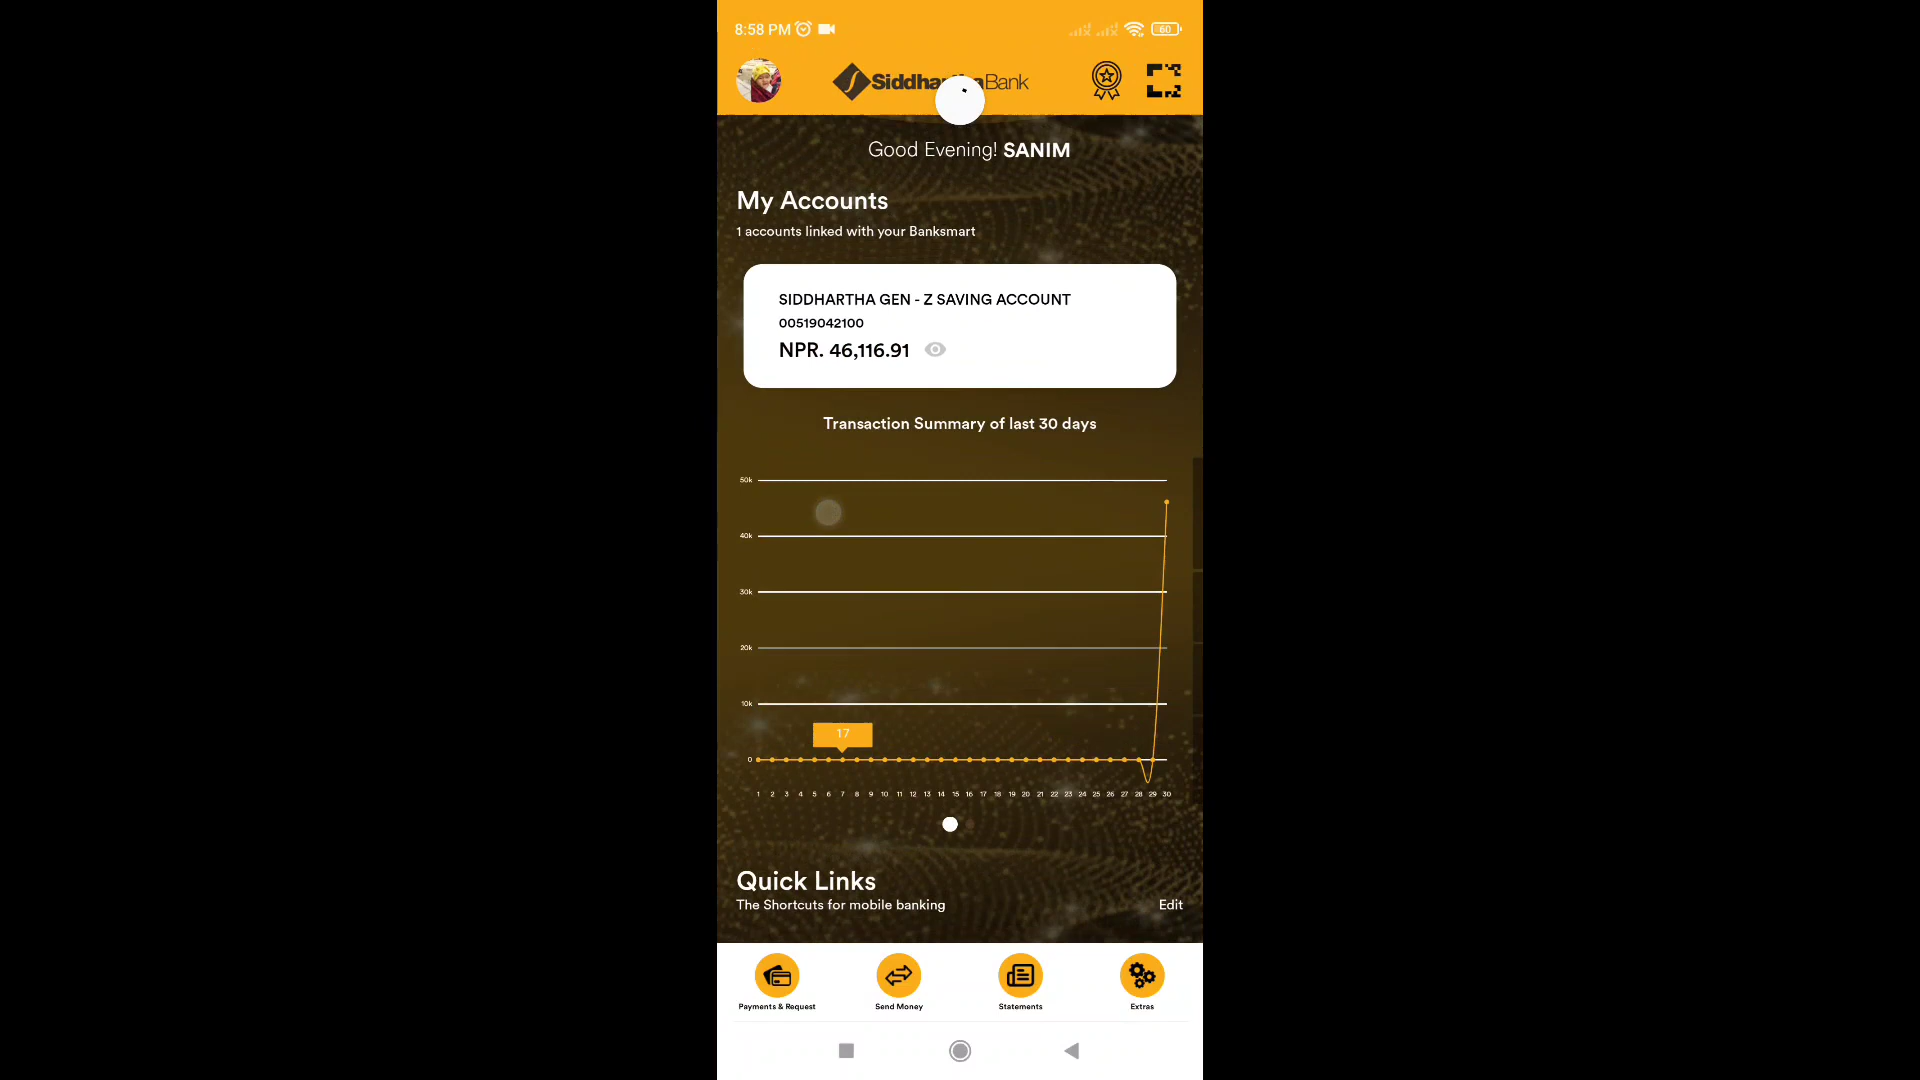 8:58 PM
60
Siddha Bank
Good Evening! SANIM
My Accounts
1 accounts linked with your Banksmart
SIDDHARTHA GEN - Z SAVING ACCOUNT
00519042100
NPR. 46,116.91
Transaction Summary of last 30 days
50k
40k
30k
20k
10k
17
0
1 2 3 4 5 6 7 8 9 10 11 12 13 14 15 16 17 18 19 20 21 22 23 24 25 26 27 28 29 30
Quick Links
The Shortcuts for mobile banking
Edit
Payments & Request
Send Money
Statements
Extras